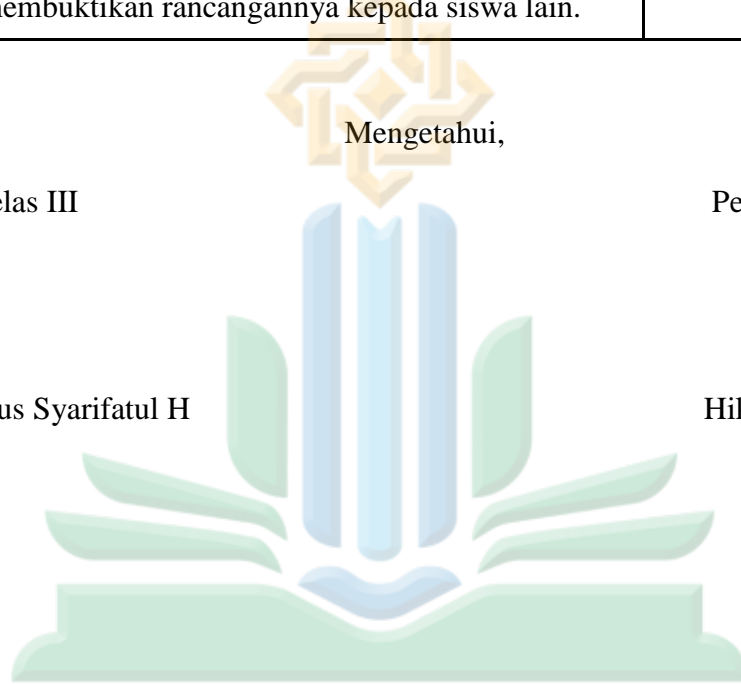 membuktikan rancangannya kepada siswa lain.
Mengetahui,
elas III Pe
us Syarifatul H Hil